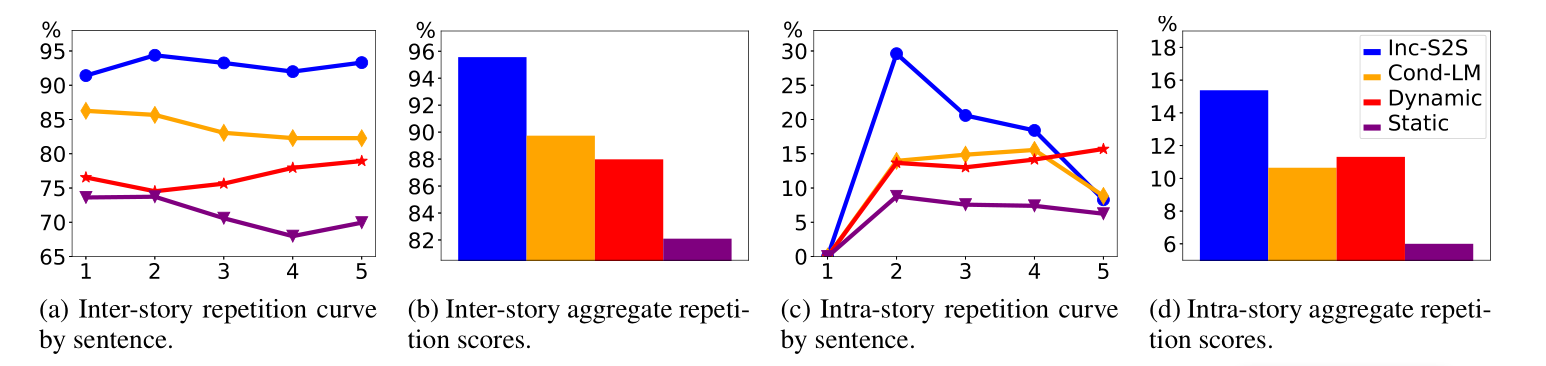 %
95
90
85
80
75
70
65
1 2 3 4 5
(a) Inter-story repetition curve
by sentence.
%
96
94
92
90
88
86
84
82
(b) Inter-story aggregate repeti-
tion scores.
%
30
25
20
15
10
5
0
1 2 3 4 5
(c) Intra-story repetition curve
by sentence.
%
18
16
14
12
10
8
6
Inc-S2S
Cond-LM
Dynamic
Static
(d) Intra-story aggregate repeti-
tion scores.